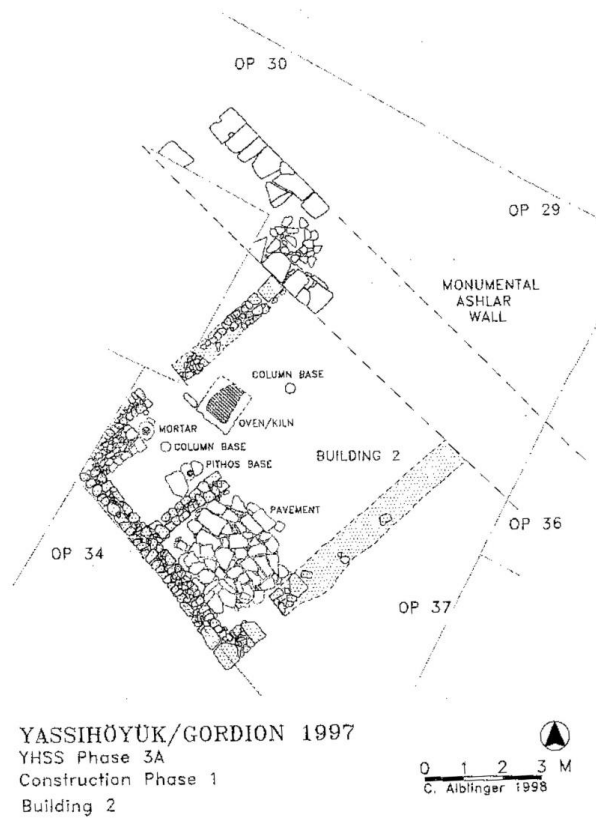 OP 30
OP 29
MONUMENTAL
ASHLAR
WALL
COLUMN BASE
OVEN/KILN
MORTAR
COLUMN BASE
PITHOS BASE
BUILDING 2
PAVEMENT
OP 36
OP 34
OP 37
YASSIHÖYÜK/GORDION 1997
YHSS Phase 3A
Construction Phase 1
Building 2
0 1 2 3 M
C. Alblinger 1998